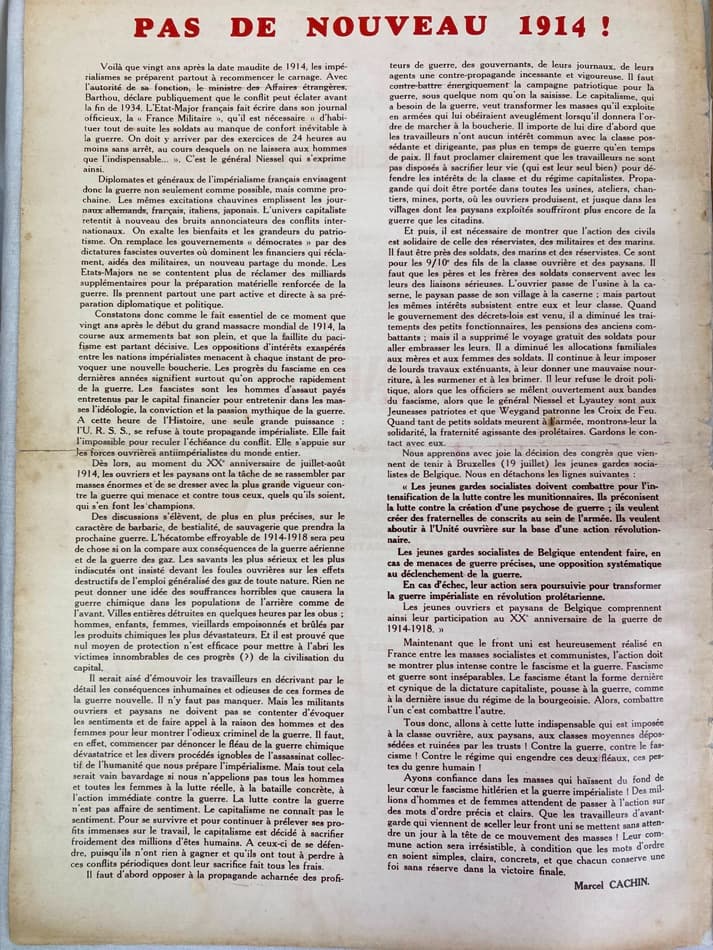 PAS DE NOUVEAU 1914 !
Voilà que vingt ans après la date maudite de 1914, les impé-
rialismes se préparent partout à recommencer le carnage. Avec
l'autorité de sa fonction, le ministre des Affaires étrangères,
Barthou, déclare publiquement que le conflit peut éclater avant
la fin de 1934. L'Etat-Major français fait écrire dans son journal
officieux, la « France Militaire », qu'il est nécessaire « d'habi-
tuer tout de suite les soldats au manque de confort inévitable à
la guerre. On doit y arriver par des exercices de 24 heures au
moins sans arrêt, au cours desquels on ne laissera aux hommes
que l'indispensable... ». C'est le général Niessel qui s'exprime
ainsi.
Diplomates et généraux de l'impérialisme français envisagent
donc la guerre non seulement comme possible, mais comme pro-
chaine. Les mêmes excitations chauvines emplissent les jour-
naux allemands, français, italiens, japonais. L'univers capitaliste
retentit à nouveau des bruits annonciateurs des conflits inter-
nationaux. On exalte les bienfaits et les grandeurs du patrio-
tisme. On remplace les gouvernements « démocrates » par des
dictatures fascistes ouvertes où dominent les financiers qui récla-
ment, aidés des militaires, un nouveau partage du monde. Les
Etats-Majors ne se contentent plus de réclamer des milliards
supplémentaires pour la préparation matérielle renforcée de la
guerre. Ils prennent partout une part active et directe à sa pré-
paration diplomatique et politique.
Constatons donc comme le fait essentiel de ce moment que
vingt ans après le début du grand massacre mondial de 1914, la
course aux armements bat son plein, et que la faillite du paci-
fisme est partant décisive. Les oppositions d'intérêts exaspérés
entre les nations impérialistes menacent à chaque instant de pro-
voquer une nouvelle boucherie. Les progrès du fascisme en ces
dernières années signifient surtout qu'on approche rapidement
de la guerre. Les fascistes sont les hommes d'assaut payés
entretenus par le capital financier pour entretenir dans les mas-
ses l'idéologie, la conviction et la passion mythique de la guerre.
A cette heure de l'Histoire, une seule grande puissance :
l'U. R. S. S., se refuse à toute propagande impérialiste. Elle fait
l'impossible pour reculer l'échéance du conflit. Elle s'appuie sur
les forces ouvrières antiimpérialistes du monde entier.
Dès lors, au moment du XXe anniversaire de juillet-août
1914, les ouvriers et les paysans ont la tâche de se rassembler par
masses énormes et de se dresser avec la plus grande vigueur con-
tre la guerre qui menace et contre tous ceux, quels qu'ils soient,
qui s'en font les champions.
Des discussions s'élèvent, de plus en plus précises, sur le
caractère de barbarie, de bestialité, de sauvagerie que prendra la
prochaine guerre. L'hécatombe effroyable de 1914-1918 sera peu
de chose si on la compare aux conséquences de la guerre aérienne
et de la guerre des gaz. Les savants les plus sérieux et les plus
indiscutés ont insisté devant les foules ouvrières sur les effets
destructifs de l'emploi généralisé des gaz de toute nature. Rien ne
peut donner une idée des souffrances horribles que causera la
guerre chimique dans les populations de l'arrière comme de
l'avant. Villes entières détruites en quelques heures par les obus ;
hommes, enfants, femmes, vieillards empoisonnés et brûlés par
les produits chimiques les plus dévastateurs. Et il est prouvé que
nul moyen de protection n'est efficace pour mettre à l'abri les
victimes innombrables de ces progrès (?) de la civilisation du
capital.
Il serait aisé d'émouvoir les travailleurs en décrivant par le
détail les conséquences inhumaines et odieuses de ces formes de
la guerre nouvelle. Il n'y faut pas manquer. Mais les militants
ouvriers et paysans ne doivent pas se contenter d'évoquer
les sentiments et de faire appel à la raison des hommes et des
femmes pour leur montrer l'odieux criminel de la guerre. Il faut,
en effet, commencer par dénoncer le fléau de la guerre chimique
dévastatrice et les divers procédés ignobles de l'assassinat collec-
tif de l'humanité que nous prépare l'impérialisme. Mais tout cela
serait vain bavardage si nous n'appelions pas tous les hommes
et toutes les femmes à la lutte réelle, à la bataille concrète, à
l'action immédiate contre la guerre. La lutte contre la guerre
n'est pas affaire de sentiment. Le capitalisme ne connaît pas le
sentiment. Pour se survivre et pour continuer à prélever ses pro-
fits immenses sur le travail, le capitalisme est décidé à sacrifier
froidement des millions d'êtres humains. A ceux-ci de se défen-
dre, puisqu'ils n'ont rien à gagner et qu'ils ont tout à perdre à
ces conflits périodiques dont leur sacrifice fait tous les frais.
Il faut d'abord opposer à la propagande acharnée des profi-
teurs de guerre, des gouvernants, de leurs journaux, de leurs
agents une contre-propagande incessante et vigoureuse. Il faut
contre-battre énergiquement la campagne patriotique pour la
guerre, sous quelque nom qu'on la saisisse. Le capitalisme, qui
a besoin de la guerre, veut transformer les masses qu'il exploite
en armées qui lui obéiraient aveuglément lorsqu'il donnera l'or-
dre de marcher à la boucherie. Il importe de lui dire d'abord que
les travailleurs n'ont aucun intérêt commun avec la classe pos-
sédante et dirigeante, pas plus en temps de guerre qu'en temps
de paix. Il faut proclamer clairement que les travailleurs ne sont
pas disposés à sacrifier leur vie (qui est leur seul bien) pour dé-
fendre les intérêts de la classe et du régime capitalistes. Propa-
gande qui doit être portée dans toutes les usines, ateliers, chan-
tiers, mines, ports, où les ouvriers produisent, et jusque dans les
villages dont les paysans exploités souffriront plus encore de la
guerre que les citadins.
Et puis, il est nécessaire de montrer que l'action des civils
est solidaire de celle des réservistes, des militaires et des marins.
Il faut être près des soldats, des marins et des réservistes. Ce sont
pour les 9/10e des fils de la classe ouvrière et des paysans. Il
faut que les pères et les frères des soldats conservent avec les
leurs des liaisons sérieuses. L'ouvrier passe de l'usine à la ca-
serne, le paysan passe de son village à la caserne ; mais partout
les mêmes intérêts subsistent entre eux et leur classe. Quand
le gouvernement des décrets-lois est venu, il a diminué les trai-
tements des petits fonctionnaires, les pensions des anciens com-
battants ; mais il a supprimé le voyage gratuit des soldats pour
aller embrasser les leurs. Il a diminué les allocations familiales
aux mères et aux femmes des soldats. Il continue à leur imposer
de lourds travaux exténuants, à leur donner une mauvaise nour-
riture, à les surmener et à les brimer. Il leur refuse le droit poli-
tique, alors que les officiers se mêlent ouvertement aux bandes
du fascisme, alors que le général Niessel et Lyautey sont aux
Jeunesses patriotes et que Weygand patronne les Croix de Feu.
Quand tant de petits soldats meurent à l'armée, montrons-leur la
solidarité, la fraternité agissante des prolétaires. Gardons le con-
tact avec eux.
Nous apprenons avec joie la décision des congrès que vien-
nent de tenir à Bruxelles (19 juillet) les jeunes gardes socia-
listes de Belgique. Nous en détachons les lignes suivantes :
« Les jeunes gardes socialistes doivent combattre pour l'in-
tensification de la lutte contre les munitionnaires. Ils préconisent
la lutte contre la création d'une psychose de guerre ; ils veulent
créer des fraternelles de conscrits au sein de l'armée. Ils veulent
aboutir à l'Unité ouvrière sur la base d'une action révolution-
naire.
Les jeunes gardes socialistes de Belgique entendent faire, en
cas de menaces de guerre précises, une opposition systématique
au déclenchement de la guerre.
En cas d'échec, leur action sera poursuivie pour transformer
la guerre impérialiste en révolution prolétarienne.
Les jeunes ouvriers et paysans de Belgique comprennent
ainsi leur participation au XXe anniversaire de la guerre de
1914-1918. »
Maintenant que le front uni est heureusement réalisé en
France entre les masses socialistes et communistes, l'action doit
se montrer plus intense contre le fascisme et la guerre. Fascisme
et guerre sont inséparables. Le fascisme étant la forme dernière
et cynique de la dictature capitaliste, pousse à la guerre, comme
à la dernière issue du régime de la bourgeoisie. Alors, combattre
l'un c'est combattre l'autre.
Tous donc, allons à cette lutte indispensable qui est imposée
à la classe ouvrière, aux paysans, aux classes moyennes dépos-
sédées et ruinées par les trusts ! Contre la guerre, contre le fas-
cisme ! Contre le régime qui engendre ces deux fléaux, ces pes-
tes du genre humain !
Ayons confiance dans les masses qui haïssent du fond de
leur cœur le fascisme hitlérien et la guerre impérialiste ! Des mil-
lions d'hommes et de femmes attendent de passer à l'action sur
des mots d'ordre précis et clairs. Que les travailleurs d'avant-
garde qui viennent de sceller leur front uni se mettent sans atten-
dre un jour à la tête de ce mouvement des masses ! Leur com-
mune action sera irrésistible, à condition que les mots d'ordre
en soient simples, clairs, concrets, et que chacun conserve une
foi sans réserve dans la victoire finale.
Marcel CACHIN.